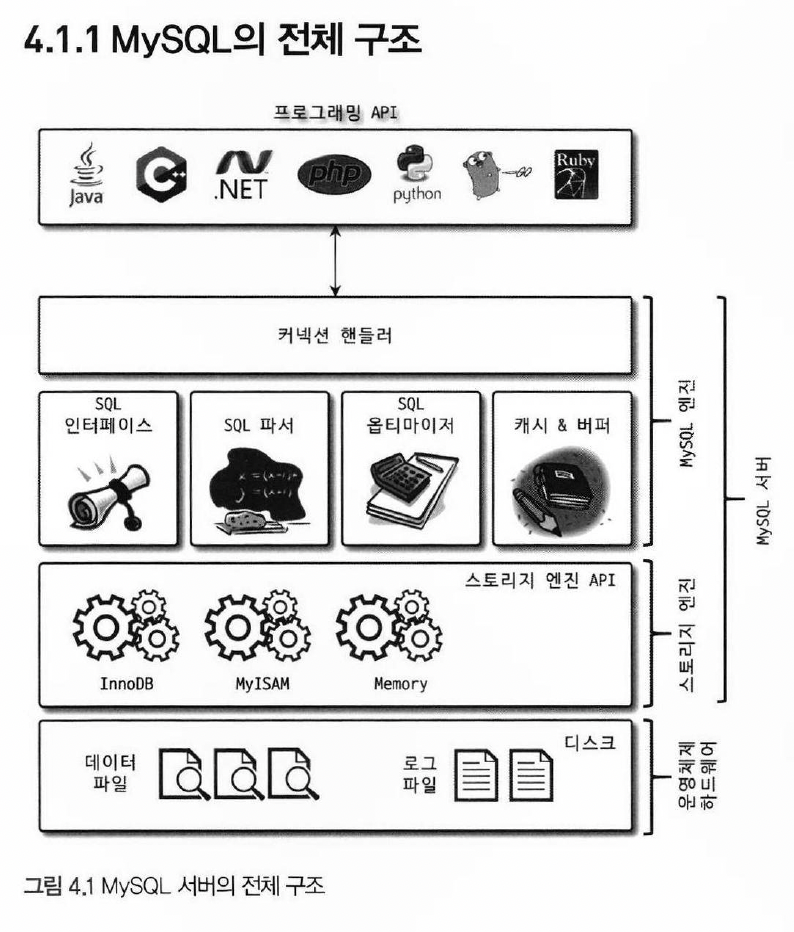 4.1.1 MySQL의 전체 구조
프로그래밍 API
Java
C++
.NET
php
python
GO
Ruby
커넥션 핸들러
SQL
인터페이스
SQL 파서
SQL
옵티마이저
캐시 & 버퍼
MySQL 엔진
MySQL 서버
스토리지 엔진 API
InnoDB
MyISAM
Memory
스토리지 엔진
디스크
데이터
파일
로그
파일
운영체제
하드웨어
그림 4.1 MySQL 서버의 전체 구조